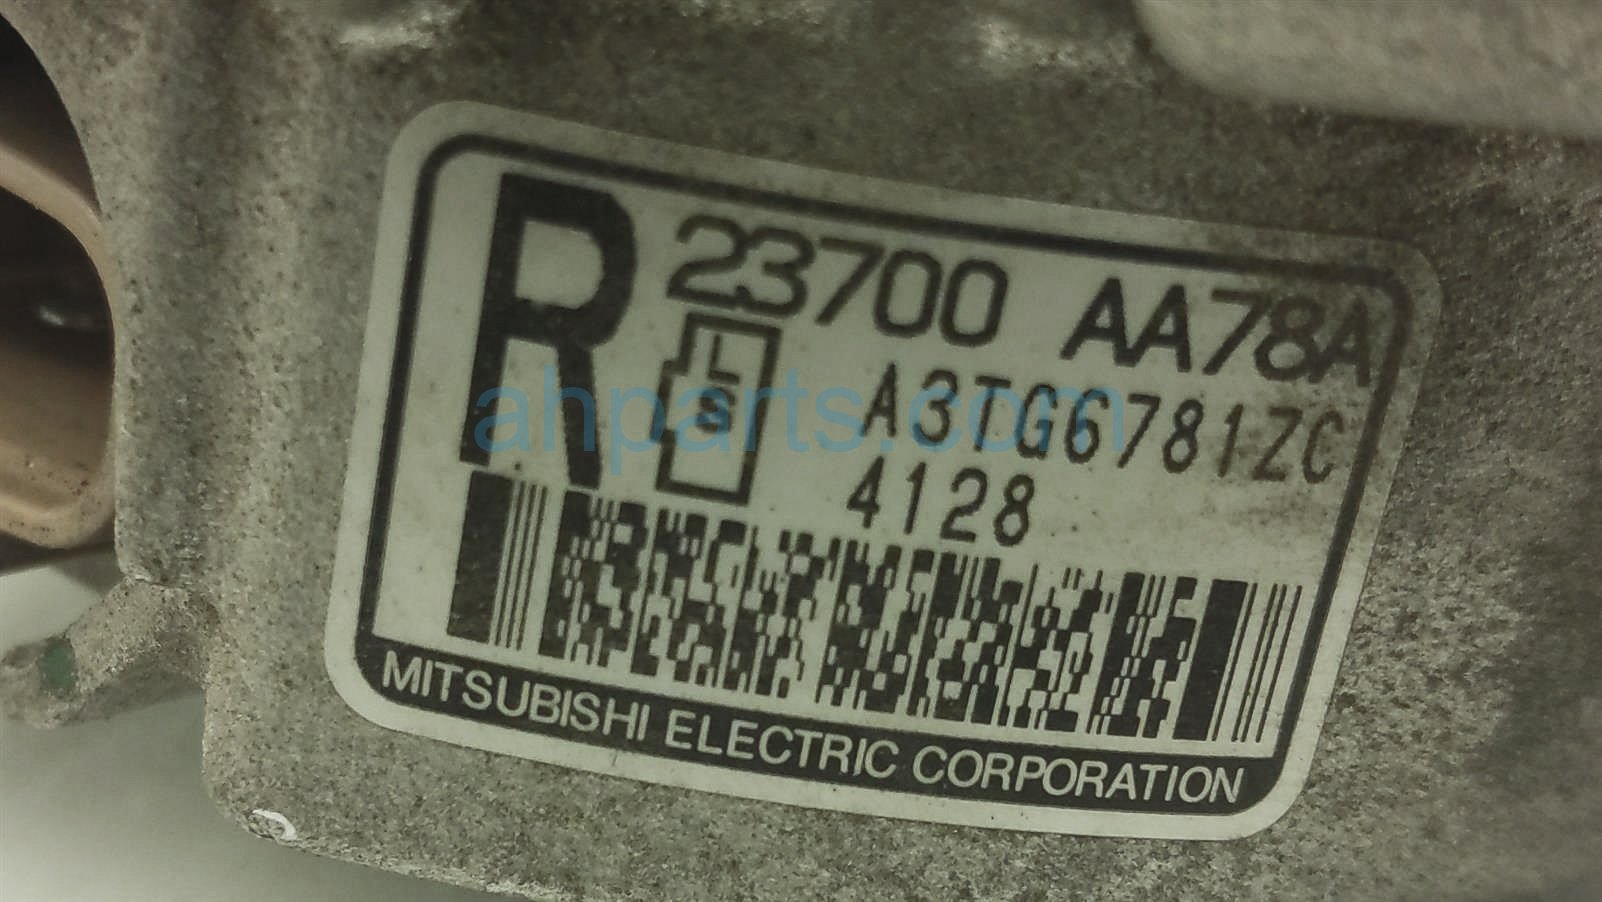 R 23700 AA78A
L A3TG6781ZC
S 4128
MITSUBISHI ELECTRIC CORPORATION
ahparts.com